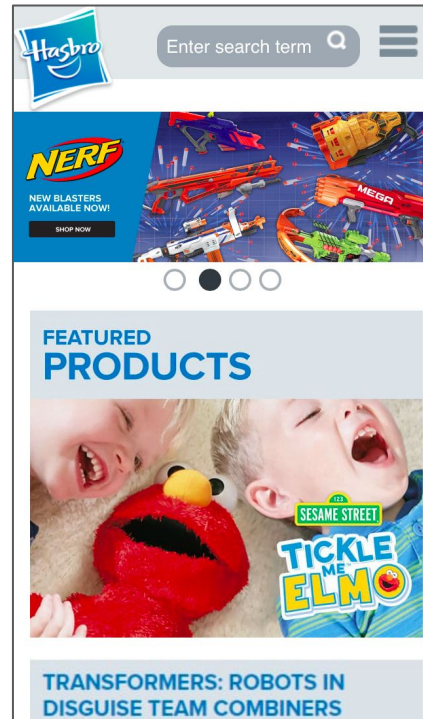 Hasbro
Enter search term
NERF
NEW BLASTERS
AVAILABLE NOW!
SHOP NOW
MEGA
FEATURED
PRODUCTS
123
SESAME STREET
TICKLE
ME
ELMO
TRANSFORMERS: ROBOTS IN
DISGUISE TEAM COMBINERS